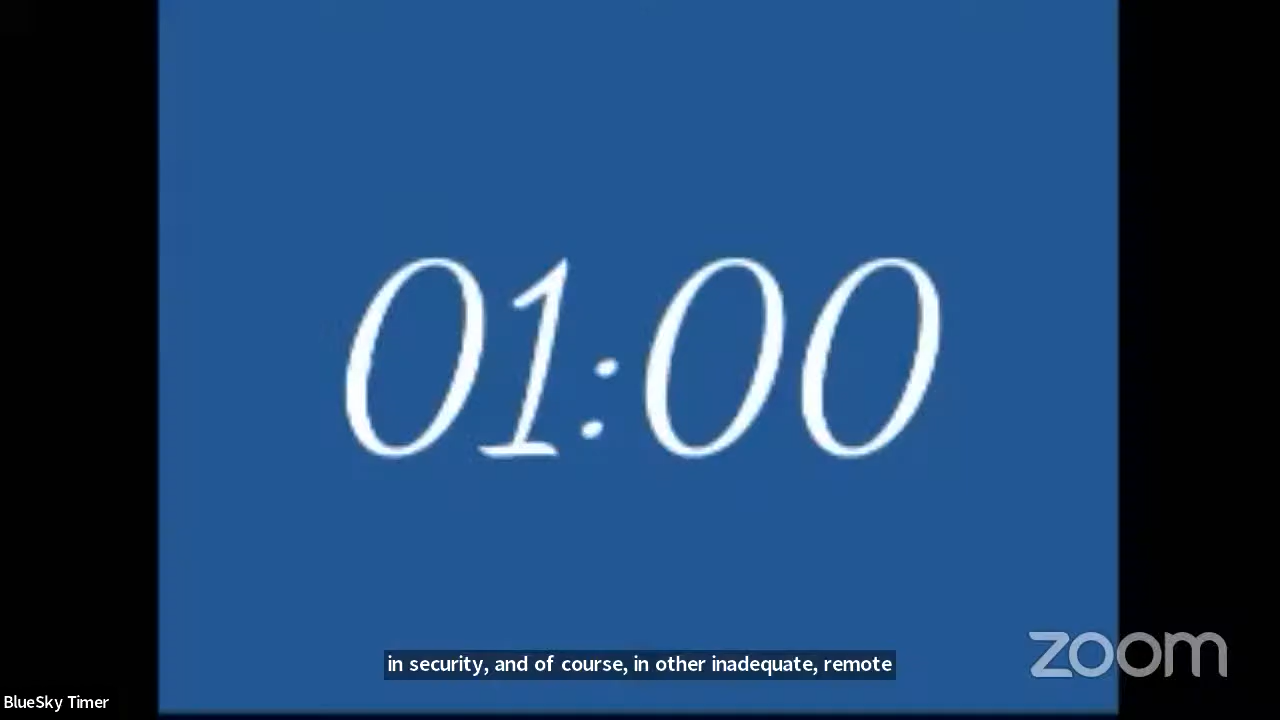 01:00
in security, and of course, in other inadequate, remote
zoom
BlueSky Timer